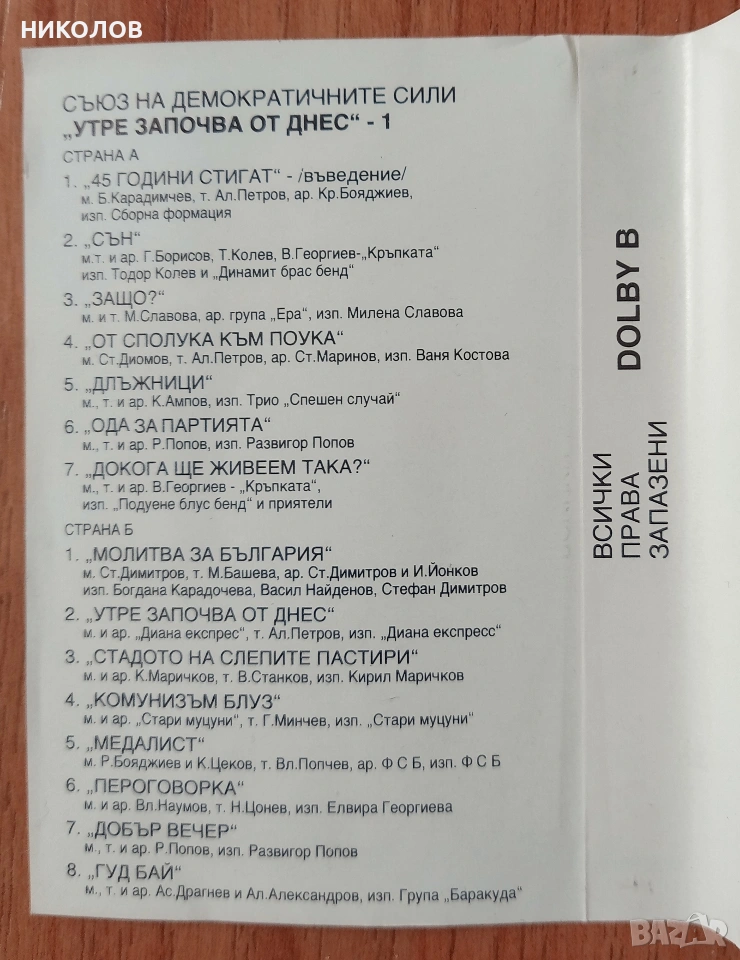 НИКОЛОВ
СЪЮЗ НА ДЕМОКРАТИЧНИТЕ СИЛИ
„УТРЕ ЗАПОЧВА ОТ ДНЕС“ - 1
СТРАНА А
1. „45 ГОДИНИ СТИГАТ“ - /въведение/
м. Б.Карадимчев, т. Ал.Петров, ар. Кр.Бояджиев,
изп. Сборна формация
2. „СЪН“
м.т. и ар. Г.Борисов, Т.Колев, В.Георгиев-„Кръпката“
изп. Тодор Колев и „Динамит брас бенд“
3. „ЗАЩО?“
м. и т. М.Славова, ар. група „Ера“, изп. Милена Славова
4. „ОТ СПОЛУКА КЪМ ПОУКА“
м. Ст.Диомов, т. Ал.Петров, ар. Ст.Маринов, изп. Ваня Костова
5. „ДЛЪЖНИЦИ“
м., т. и ар. К.Ампов, изп. Трио „Спешен случай“
6. „ОДА ЗА ПАРТИЯТА“
м., т. и ар. Р.Попов, изп. Развигор Попов
7. „ДОКОГА ЩЕ ЖИВЕЕМ ТАКА?“
м., т. и ар. В.Георгиев - „Кръпката“,
изп. „Подуене блус бенд“ и приятели
СТРАНА Б
1. „МОЛИТВА ЗА БЪЛГАРИЯ“
м. Ст.Димитров, т. М.Башева, ар. Ст.Димитров и И.Йонков
изп. Богдана Карадочева, Васил Найденов, Стефан Димитров
2. „УТРЕ ЗАПОЧВА ОТ ДНЕС“
м. и ар. „Диана експрес“, т. Ал.Петров, изп. „Диана експресс“
3. „СТАДОТО НА СЛЕПИТЕ ПАСТИРИ“
м. и ар. К.Маричков, т. В.Станков, изп. Кирил Маричков
4. „КОМУНИЗЪМ БЛУЗ“
м. и ар. „Стари муцуни“, т. Г.Минчев, изп. „Стари муцуни“
5. „МЕДАЛИСТ“
м. Р.Бояджиев и К.Цеков, т. Вл.Попчев, ар. Ф С Б, изп. Ф С Б
6. „ПЕРОГОВОРКА“
м. и ар. Вл.Наумов, т. Н.Цонев, изп. Елвира Георгиева
7. „ДОБЪР ВЕЧЕР“
м., т. и ар. Р.Попов, изп. Развигор Попов
8. „ГУД БАЙ“
м., т. и ар. Ас.Драгнев и Ал.Александров, изп. Група „Баракуда“
ВСИЧКИ
ПРАВА
ЗАПАЗЕНИ
DOLBY B
BAZAR